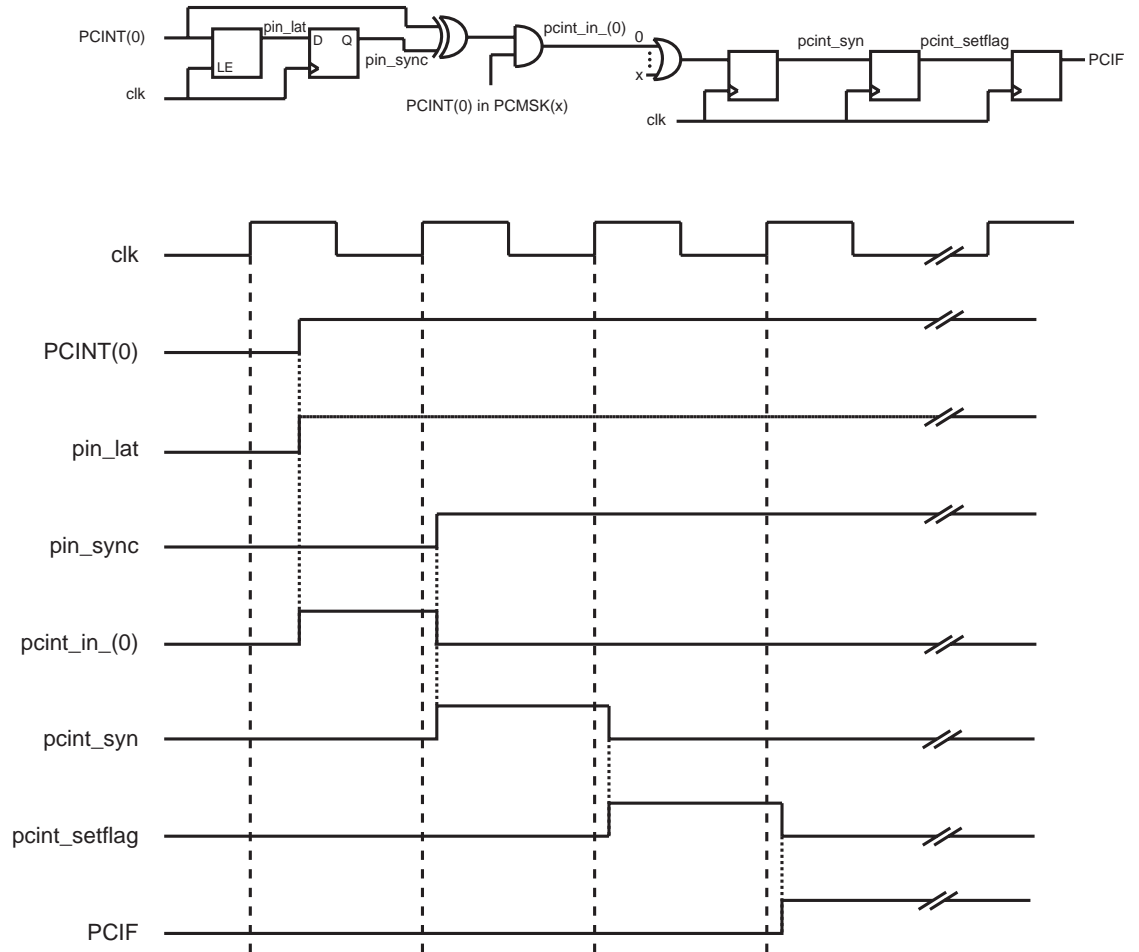 PCINT(0)
pin_lat
D Q
LE
pin_sync
clk
PCINT(0) in PCMSK(x)
pcint_in_(0)
0
x
clk
pcint_syn
pcint_setflag
PCIF
clk
PCINT(0)
pin_lat
pin_sync
pcint_in_(0)
pcint_syn
pcint_setflag
PCIF